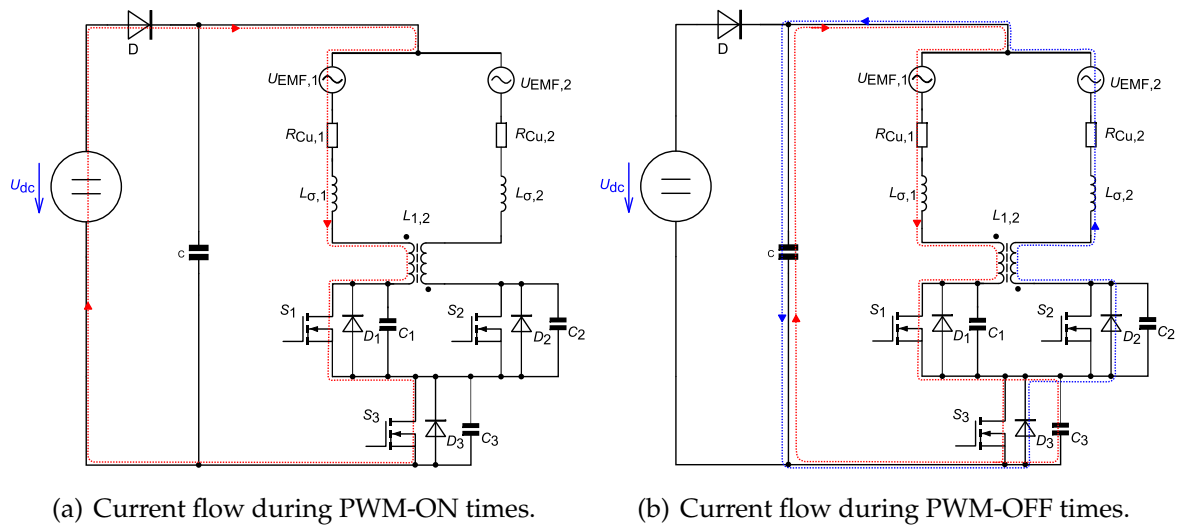 D
U_EMF,1
U_EMF,2
R_Cu,1
R_Cu,2
U_dc
L_σ,1
L_σ,2
L_1,2
C
S_1
D_1
C_1
S_2
D_2
C_2
S_3
D_3
C_3
(a) Current flow during PWM-ON times.
D
U_EMF,1
U_EMF,2
R_Cu,1
R_Cu,2
U_dc
L_σ,1
L_σ,2
L_1,2
C
S_1
D_1
C_1
S_2
D_2
C_2
S_3
D_3
C_3
(b) Current flow during PWM-OFF times.